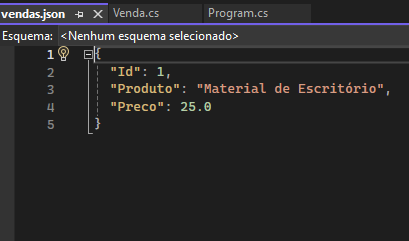 vendas.json Venda.cs Program.cs
Esquema: <Nenhum esquema selecionado>
1 {
2 "Id": 1,
3 "Produto": "Material de Escritório",
4 "Preco": 25.0
5 }